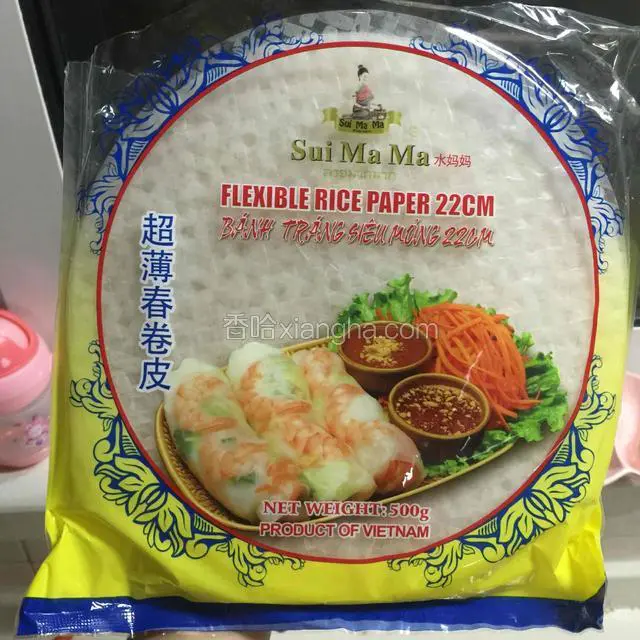 Sui Ma Ma
Sui Ma Ma 水妈妈
FLEXIBLE RICE PAPER 22CM
BÁNH TRÁNG SIÊU MỎNG 22CM
超薄春卷皮
香哈xiangha.com
NET WEIGHT: 500g
PRODUCT OF VIETNAM